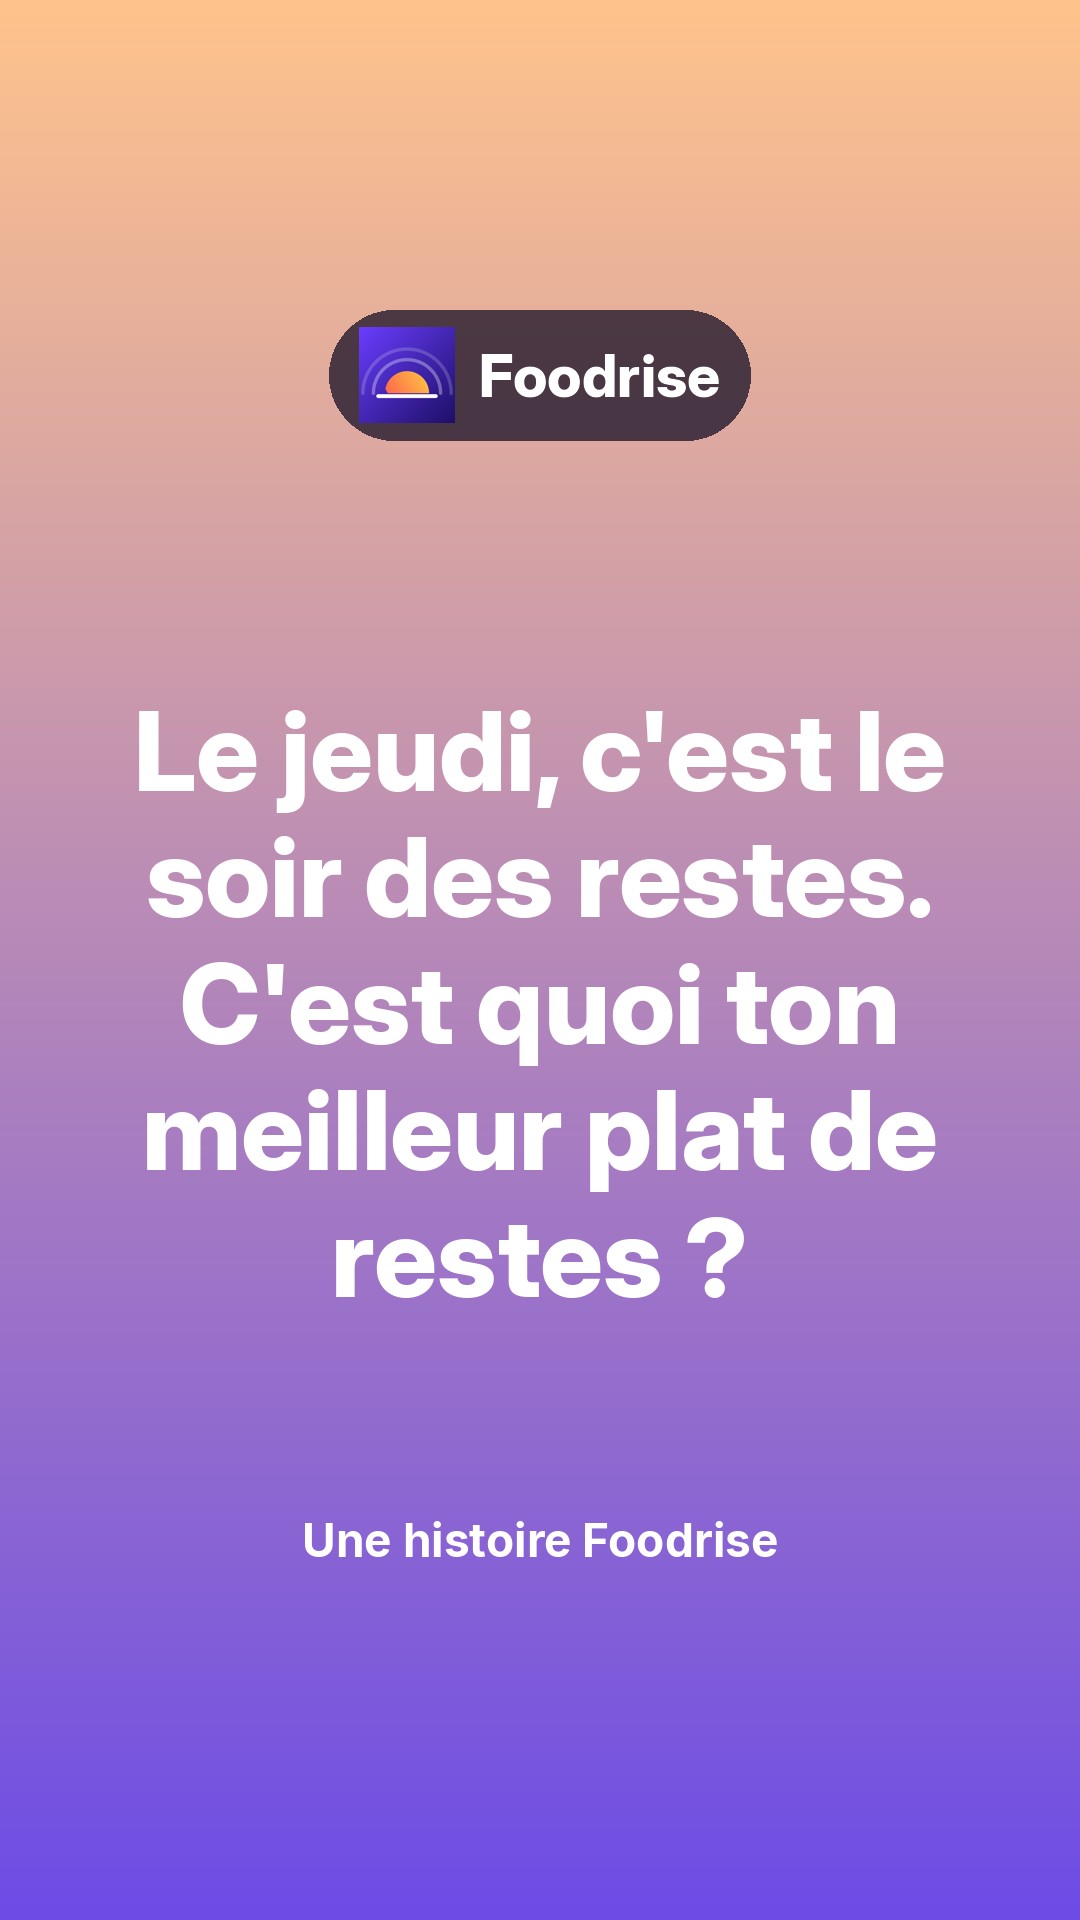 Foodrise
Le jeudi, c'est le
soir des restes.
C'est quoi ton
meilleur plat de
restes ?
Une histoire Foodrise